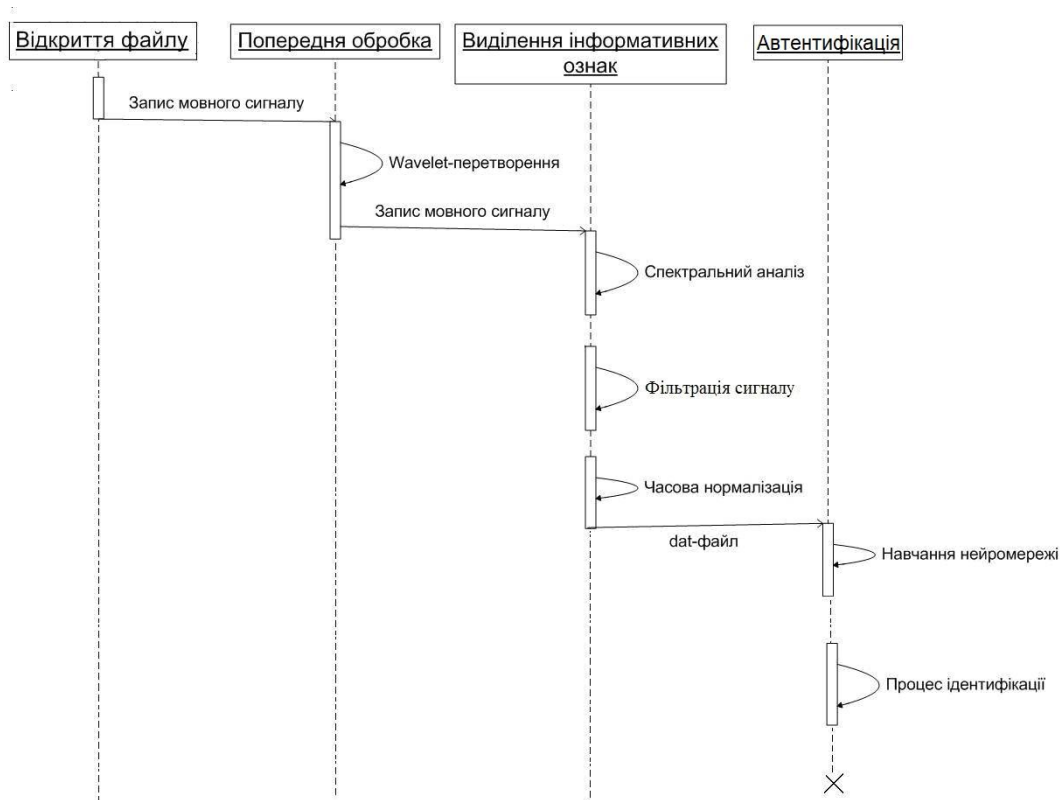 Відкриття файлу
Попередня обробка
Виділення інформативних
ознак
Автентифікація
Запис мовного сигналу
Wavelet-перетворення
Запис мовного сигналу
Спектральний аналіз
Фільтрація сигналу
Часова нормалізація
dat-файл
Навчання нейромережі
Процес ідентифікації